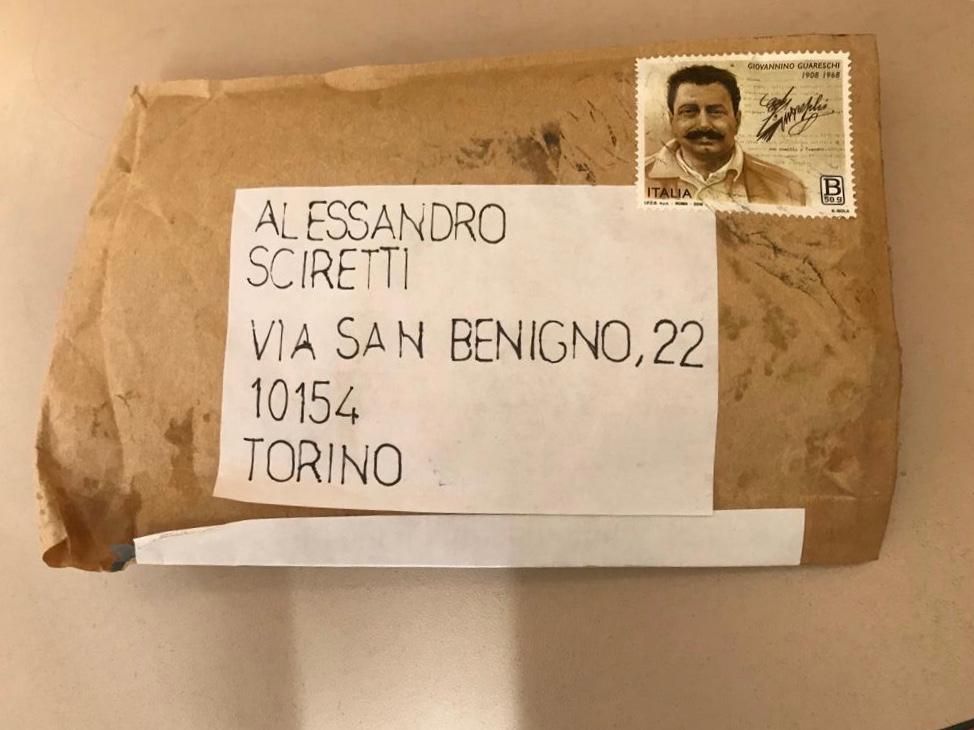 GIOVANNINO GUARESCHI
1908 1968
ITALIA
B
50 g
ALESSANDRO
SCIRETTI
VIA SAN BENIGNO, 22
10154
TORINO